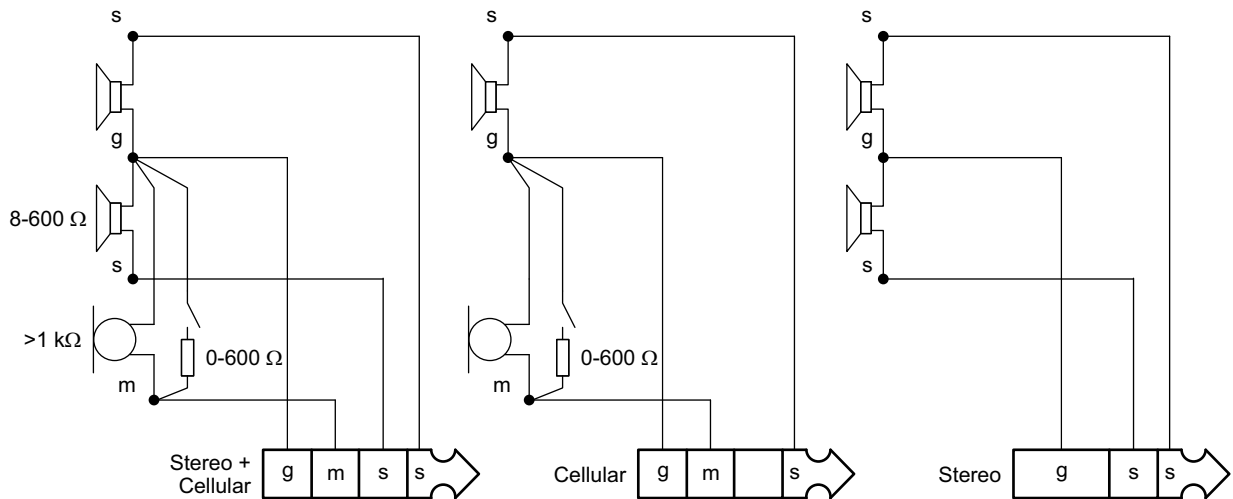 s
g
8-600 Ω
s
>1 kΩ
0-600 Ω
m
Stereo +
Cellular
g m s s
s
g
0-600 Ω
m
Cellular
g m s
s
g
s
Stereo
g s s